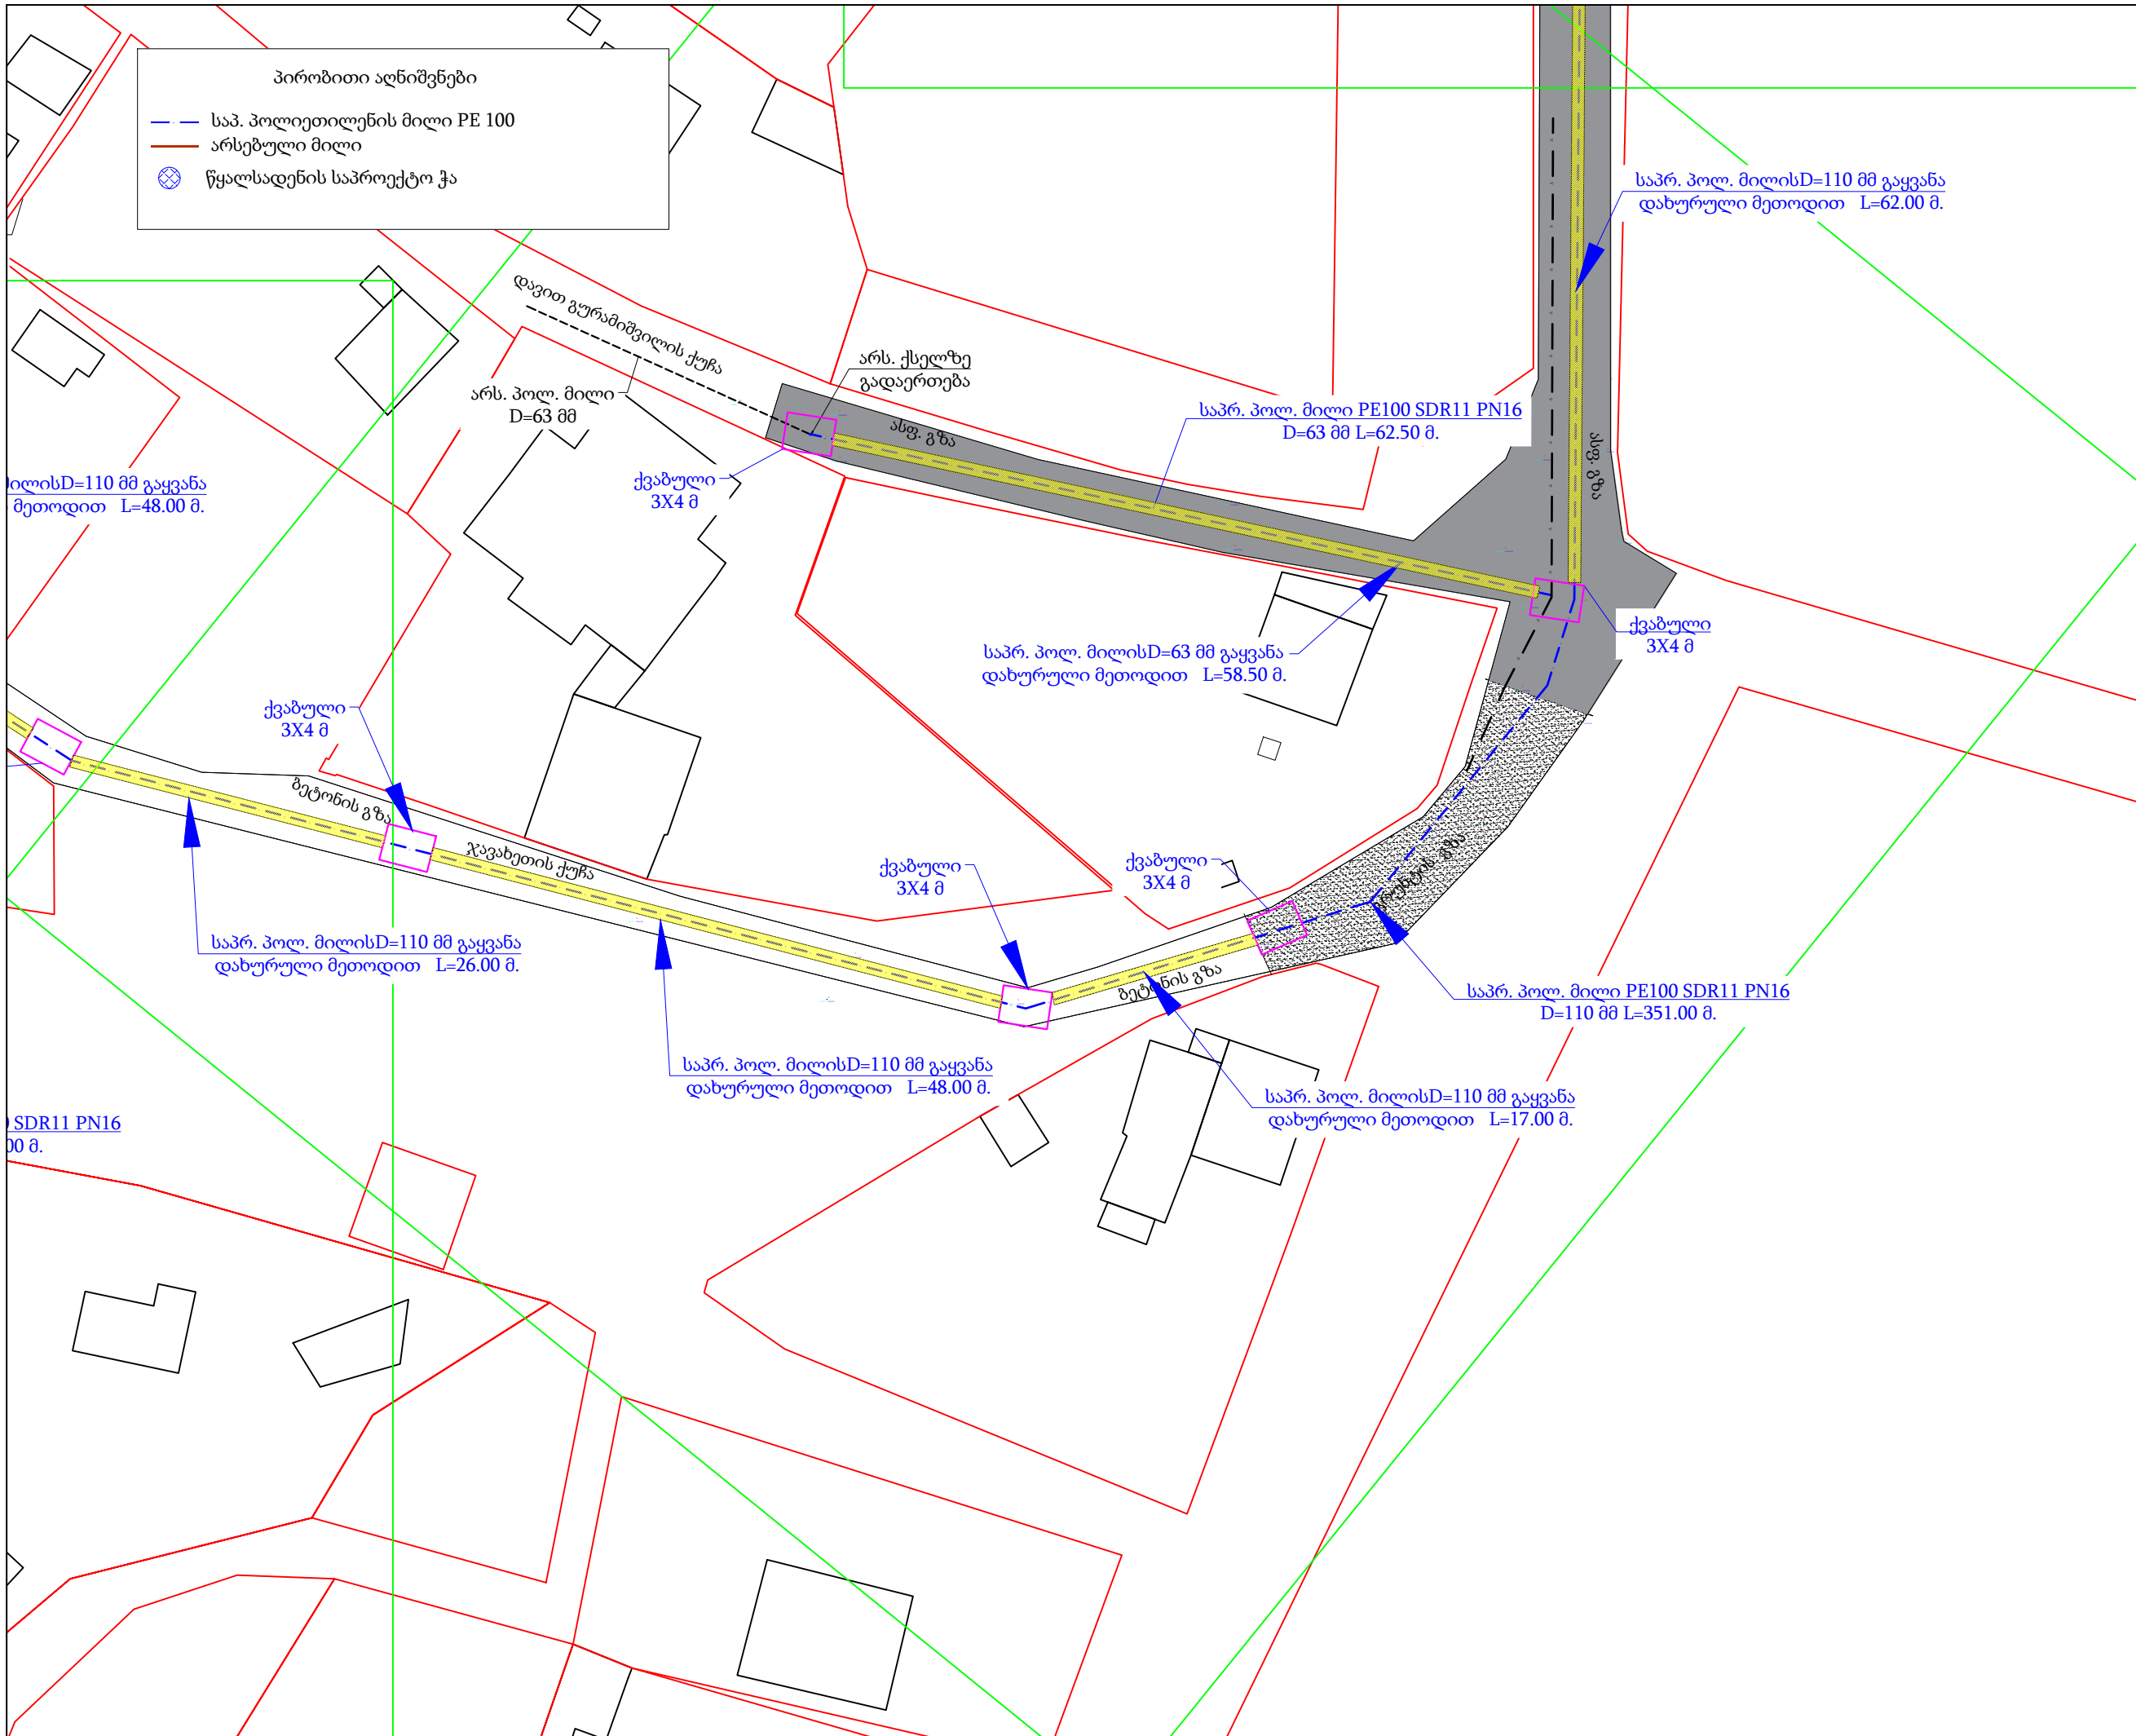 პირობითი აღნიშვნები
საპ. პოლიეთილენის მილი PE 100
არსებული მილი
წყალსადენის საპროექტო ჭა
საპრ. პოლ. მილისD=110 მმ გაყვანა
დახურული მეთოდით L=62.00 მ.
დავით გურამიშვილის ქუჩა
არს. ქსელზე
გადაერთება
არს. პოლ. მილი
D=63 მმ
საპრ. პოლ. მილი PE100 SDR11 PN16
D=63 მმ L=62.50 მ.
ასფ. გზა
ასფ. გზა
ქვაბული
3X4 მ
ილისD=110 მმ გაყვანა
მეთოდით L=48.00 მ.
ქვაბული
3X4 მ
საპრ. პოლ. მილისD=63 მმ გაყვანა
დახურული მეთოდით L=58.50 მ.
ქვაბული
3X4 მ
ბეტონის გზა
ჯავახეთის ქუჩა
ქვაბული
3X4 მ
ქვაბული
3X4 მ
გზა
საპრ. პოლ. მილისD=110 მმ გაყვანა
დახურული მეთოდით L=26.00 მ.
ბეტონის გზა
საპრ. პოლ. მილი PE100 SDR11 PN16
D=110 მმ L=351.00 მ.
საპრ. პოლ. მილისD=110 მმ გაყვანა
დახურული მეთოდით L=48.00 მ.
საპრ. პოლ. მილისD=110 მმ გაყვანა
დახურული მეთოდით L=17.00 მ.
SDR11 PN16
00 მ.